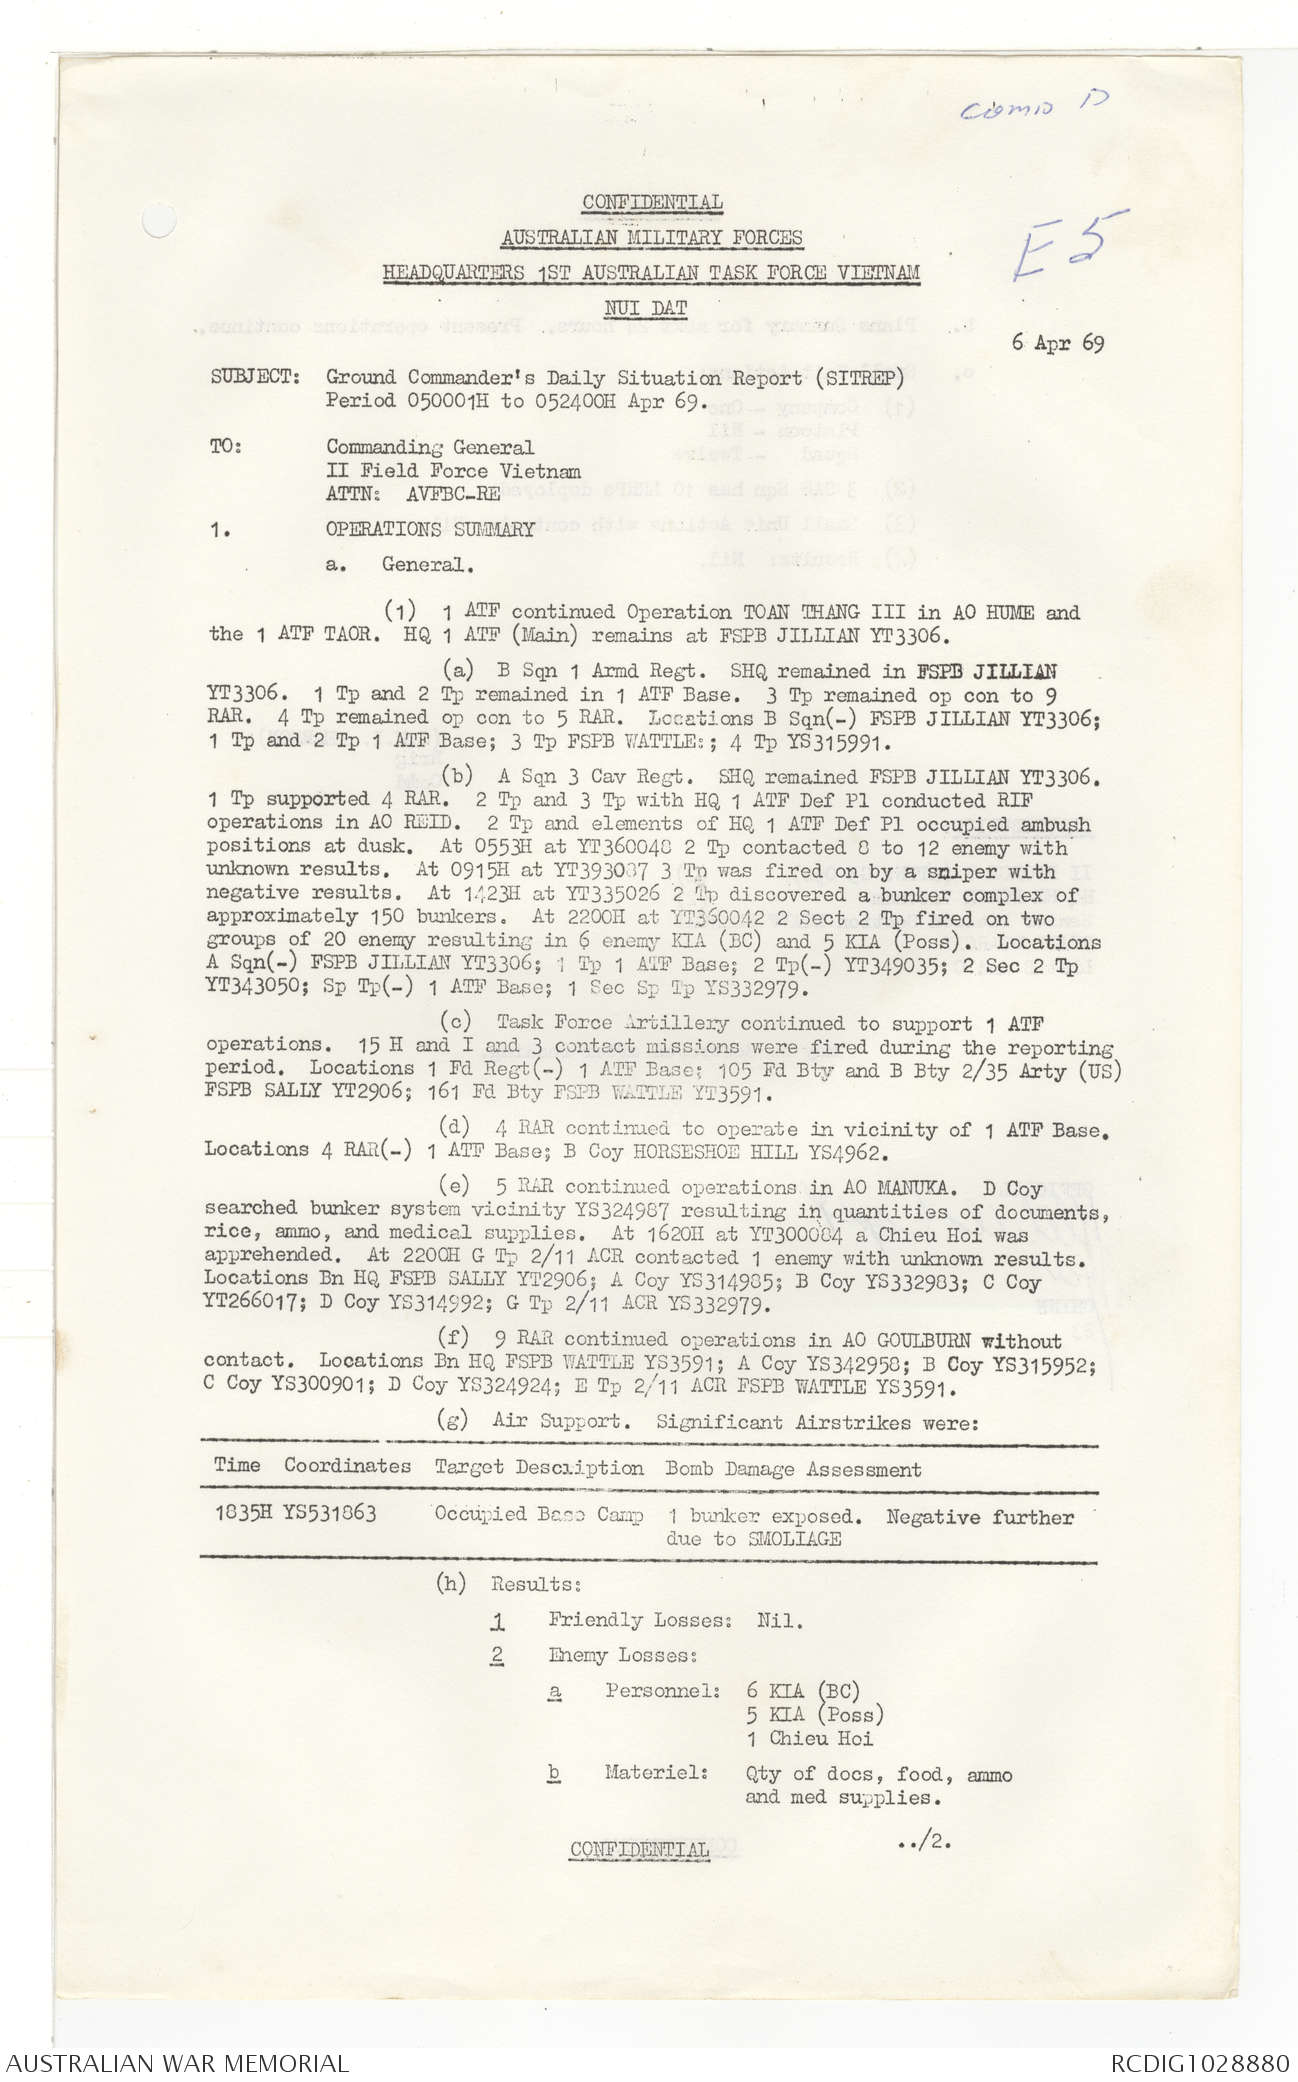 D
E5
CONFIDENTIAL
AUSTRALIAN MILITARY FORCES
HEADQUARTERS 1ST AUSTRALIAN TASK FORCE VIETNAM
NUI DAT
6 Apr 69
SUBJECT: Ground Commander's Daily Situation Report (SITREP)
Period 050001H to 052400H Apr 69.
TO: Commanding General
II Field Force Vietnam
ATTN: AVFBC-RE
1. OPERATIONS SUMMARY
a. General.
(1) 1 ATF continued Operation TOAN THANG III in AO HUME and
the 1 ATF TAOR. HQ 1 ATF (Main) remains at FSPB JILLIAN YT3306.
(a) B Sqn 1 Armd Regt. SHQ remained in FSPB JILLIAN
YT3306. 1 Tp and 2 Tp remained in 1 ATF Base. 3 Tp remained op con to 9
RAR. 4 Tp remained op con to 5 RAR. Locations B Sqn(-) FSPB JILLIAN YT3306;
1 Tp and 2 Tp 1 ATF Base; 3 Tp FSPB WATTLE:; 4 Tp YS315991.
(b) A Sqn 3 Cav Regt. SHQ remained FSPB JILLIAN YT3306.
1 Tp supported 4 RAR. 2 Tp and 3 Tp with HQ 1 ATF Def Pl conducted RIF
operations in AO REID. 2 Tp and elements of HQ 1 ATF Def Pl occupied ambush
positions at dusk. At 0553H at YT360048 2 Tp contacted 8 to 12 enemy with
unknown results. At 0915H at YT393087 3 Tp was fired on by a sniper with
negative results. At 1423H at YT335026 2 Tp discovered a bunker complex of
approximately 150 bunkers. At 2200H at YT360042 2 Sect 2 Tp fired on two
groups of 20 enemy resulting in 6 enemy KIA (BC) and 5 KIA (Poss). Locations
A Sqn(-) FSPB JILLIAN YT3306; 1 Tp 1 ATF Base; 2 Tp(-) YT349035; 2 Sec 2 Tp
YT343050; Sp Tp(-) 1 ATF Base; 1 Sec Sp Tp YS332979.
(c) Task Force Artillery continued to support 1 ATF
operations. 15 H and I and 3 contact missions were fired during the reporting
period. Locations 1 Fd Regt(-) 1 ATF Base; 105 Fd Bty and B Bty 2/35 Arty (US)
FSPB SALLY YT2906; 161 Fd Bty FSPB WATTLE YT3591.
(d) 4 RAR continued to operate in vicinity of 1 ATF Base.
Locations 4 RAR(-) 1 ATF Base; B Coy HORSESHOE HILL YS4962.
(e) 5 RAR continued operations in AO MANUKA. D Coy
searched bunker system vicinity YS324987 resulting in quantities of documents,
rice, ammo, and medical supplies. At 1620H at YT300084 a Chieu Hoi was
apprehended. At 2200H G Tp 2/11 ACR contacted 1 enemy with unknown results.
Locations Bn HQ FSPB SALLY YT2906; A Coy YS314985; B Coy YS332983; C Coy
YT266017; D Coy YS314992; G Tp 2/11 ACR YS332979.
(f) 9 RAR continued operations in AO GOULBURN without
contact. Locations Bn HQ FSPB WATTLE YS3591; A Coy YS342958; B Coy YS315952;
C Coy YS300901; D Coy YS324924; E Tp 2/11 ACR FSPB WATTLE YS3591.
(g) Air Support. Significant Airstrikes were:
Time Coordinates Target Description Bomb Damage Assessment
1835H YS531863 Occupied Base Camp 1 bunker exposed. Negative further
due to SMOLIAGE
(h) Results:
1 Friendly Losses: Nil.
2 Enemy Losses:
a Personnel: 6 KIA (BC)
5 KIA (Poss)
1 Chieu Hoi
b Materiel: Qty of docs, food, ammo
and med supplies.
../2.
CONFIDENTIAL
AUSTRALIAN WAR MEMORIAL
RCDIG1028880